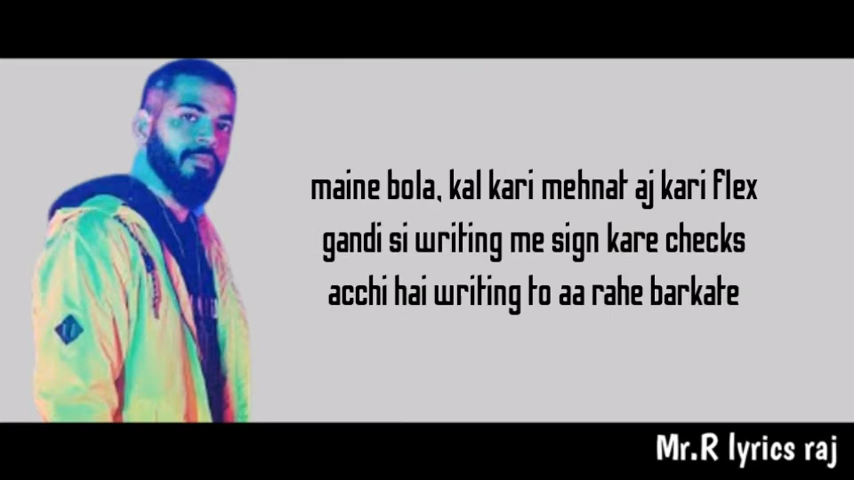 maine bola, kal kari mehnat aj kari flex
gandi si writing me sign kare checks
acchi hai writing to aa rahe barkate
Mr.R lyrics raj